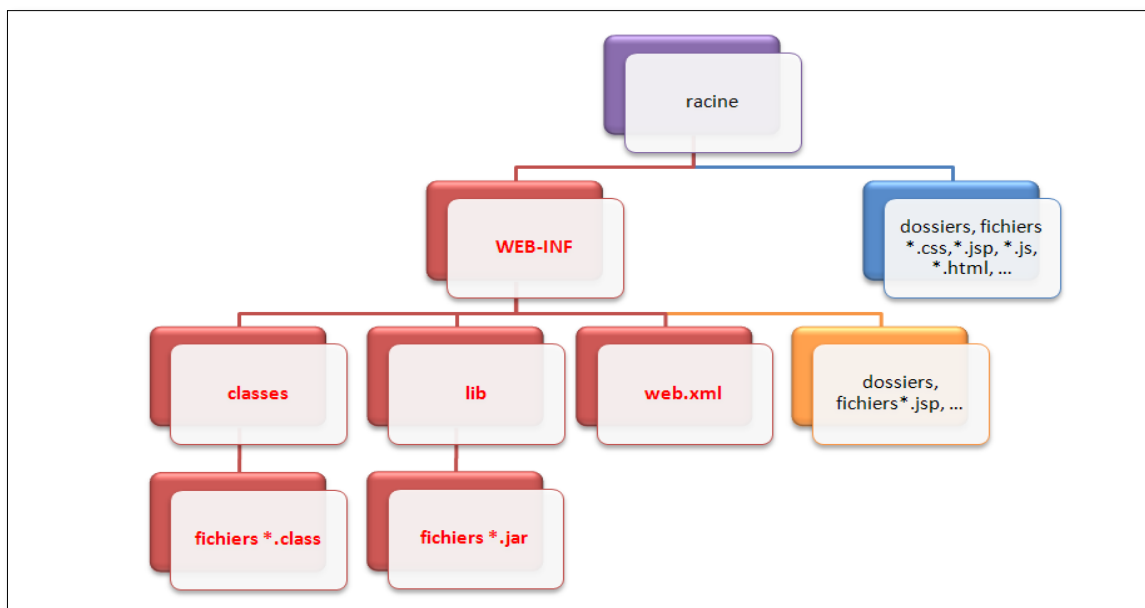 racine
WEB-INF
dossiers, fichiers
*.css,*.jsp, *.js,
*.html, ...
classes
lib
web.xml
dossiers,
fichiers*.jsp, ...
fichiers *.class
fichiers *.jar